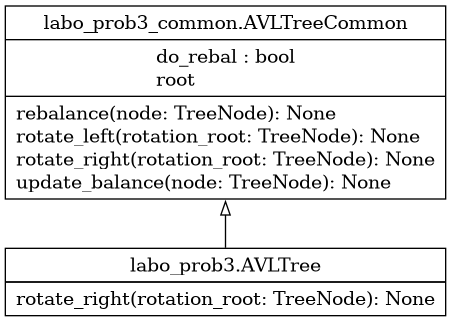 labo_prob3_common.AVLTreeCommon
do_rebal : bool
root
rebalance(node: TreeNode): None
rotate_left(rotation_root: TreeNode): None
rotate_right(rotation_root: TreeNode): None
update_balance(node: TreeNode): None
labo_prob3.AVLTree
rotate_right(rotation_root: TreeNode): None